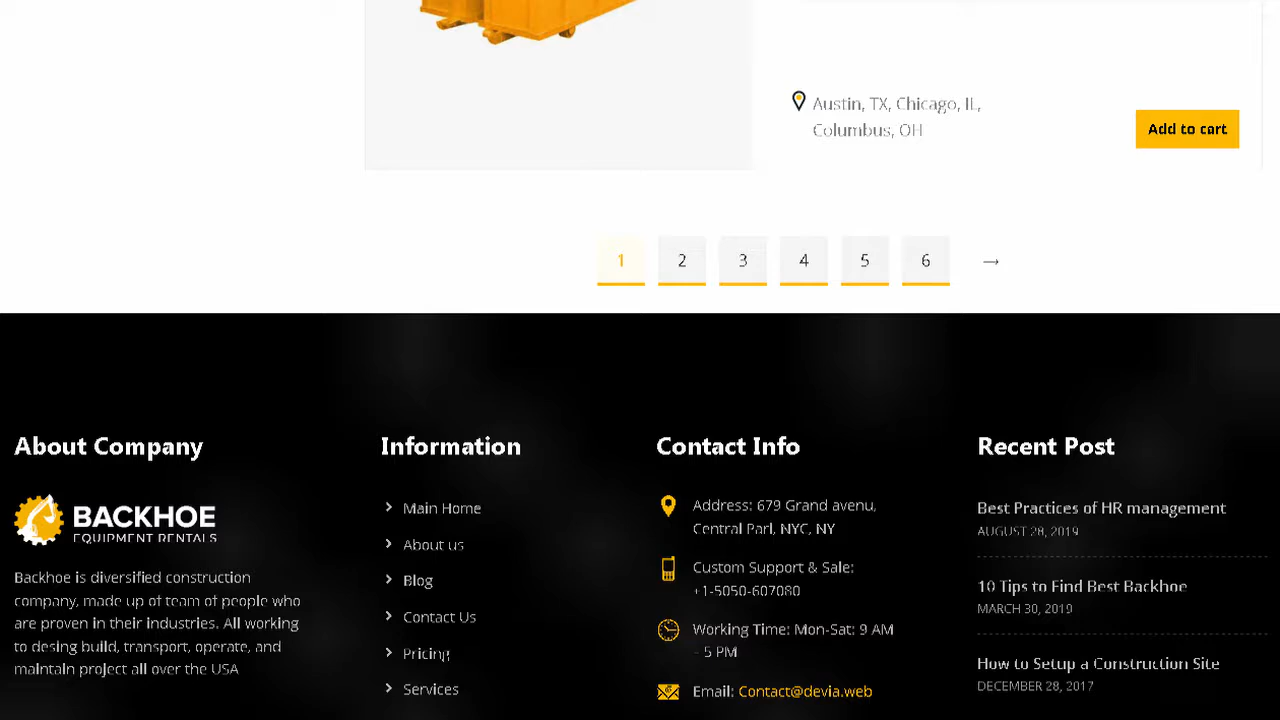 Austin, TX, Chicago, IL,
Columbus, OH
Add to cart
1 2 3 4 5 6 →
About Company
BACKHOE
EQUIPMENT RENTALS
Backhoe is diversified construction
company, made up of team of people who
are proven in their industries. All working
to desing build, transport, operate, and
maintain project all over the USA
Information
Main Home
About us
Blog
Contact Us
Pricing
Services
Contact Info
Address: 679 Grand avenu,
Central Parl, NYC, NY
Custom Support & Sale:
+1-5050-607080
Working Time: Mon-Sat: 9 AM
- 5 PM
Email: Contact@devia.web
Recent Post
Best Practices of HR management
AUGUST 28, 2019
10 Tips to Find Best Backhoe
MARCH 30, 2019
How to Setup a Construction Site
DECEMBER 28, 2017